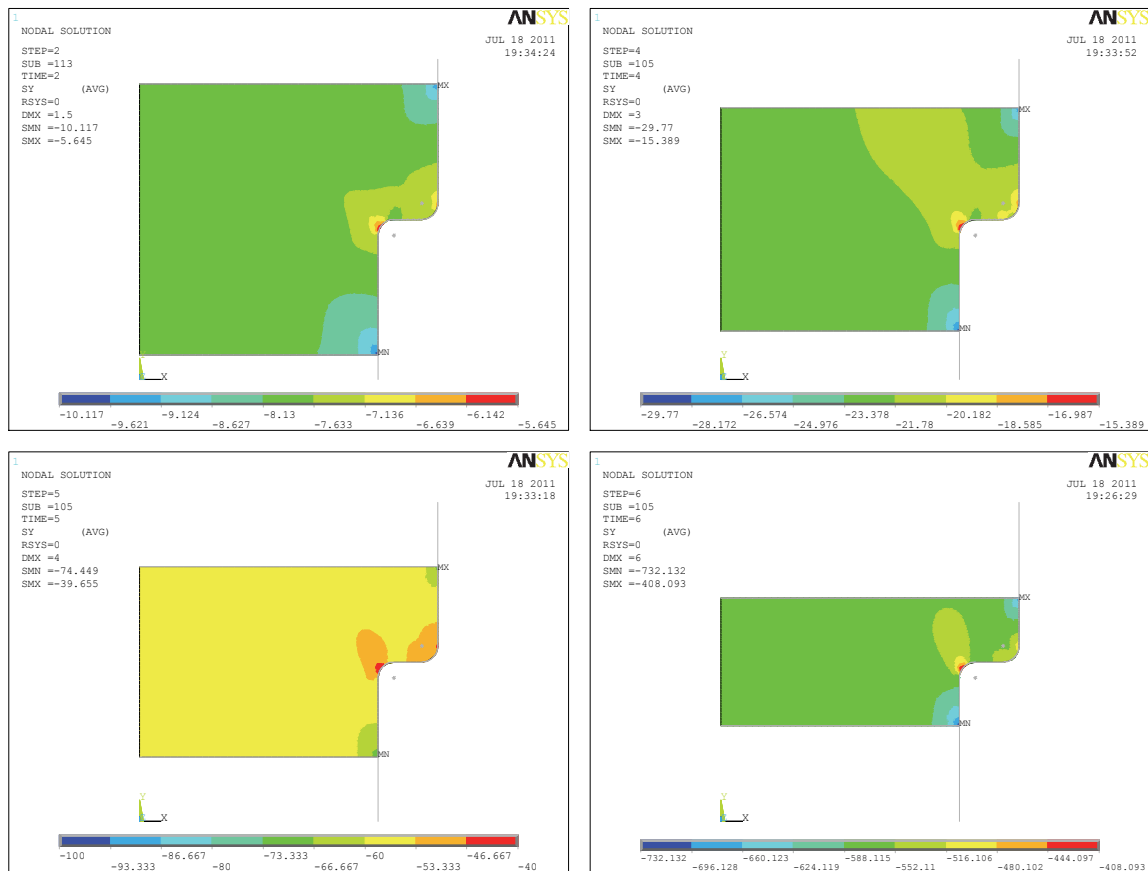 1
ANSYS
NODAL SOLUTION
JUL 18 2011
19:34:24
STEP=2
SUB =113
TIME=2
SY (AVG)
RSYS=0
DMX =1.5
SMN =-10.117
SMX =-5.645
MX
MN
Y
X
-10.117 -9.124 -8.13 -7.136 -6.142
-9.621 -8.627 -7.633 -6.639 -5.645
1
ANSYS
NODAL SOLUTION
JUL 18 2011
19:33:52
STEP=4
SUB =105
TIME=4
SY (AVG)
RSYS=0
DMX =3
SMN =-29.77
SMX =-15.389
MX
MN
Y
X
-29.77 -26.574 -23.378 -20.182 -16.987
-28.172 -24.976 -21.78 -18.585 -15.389
1
ANSYS
NODAL SOLUTION
JUL 18 2011
19:33:18
STEP=5
SUB =105
TIME=5
SY (AVG)
RSYS=0
DMX =4
SMN =-74.449
SMX =-39.655
MX
MN
Y
X
-100 -86.667 -73.333 -60 -46.667
-93.333 -80 -66.667 -53.333 -40
1
ANSYS
NODAL SOLUTION
JUL 18 2011
19:26:29
STEP=6
SUB =105
TIME=6
SY (AVG)
RSYS=0
DMX =6
SMN =-732.132
SMX =-408.093
MX
MN
Y
X
-732.132 -660.123 -588.115 -516.106 -444.097
-696.128 -624.119 -552.11 -480.102 -408.093